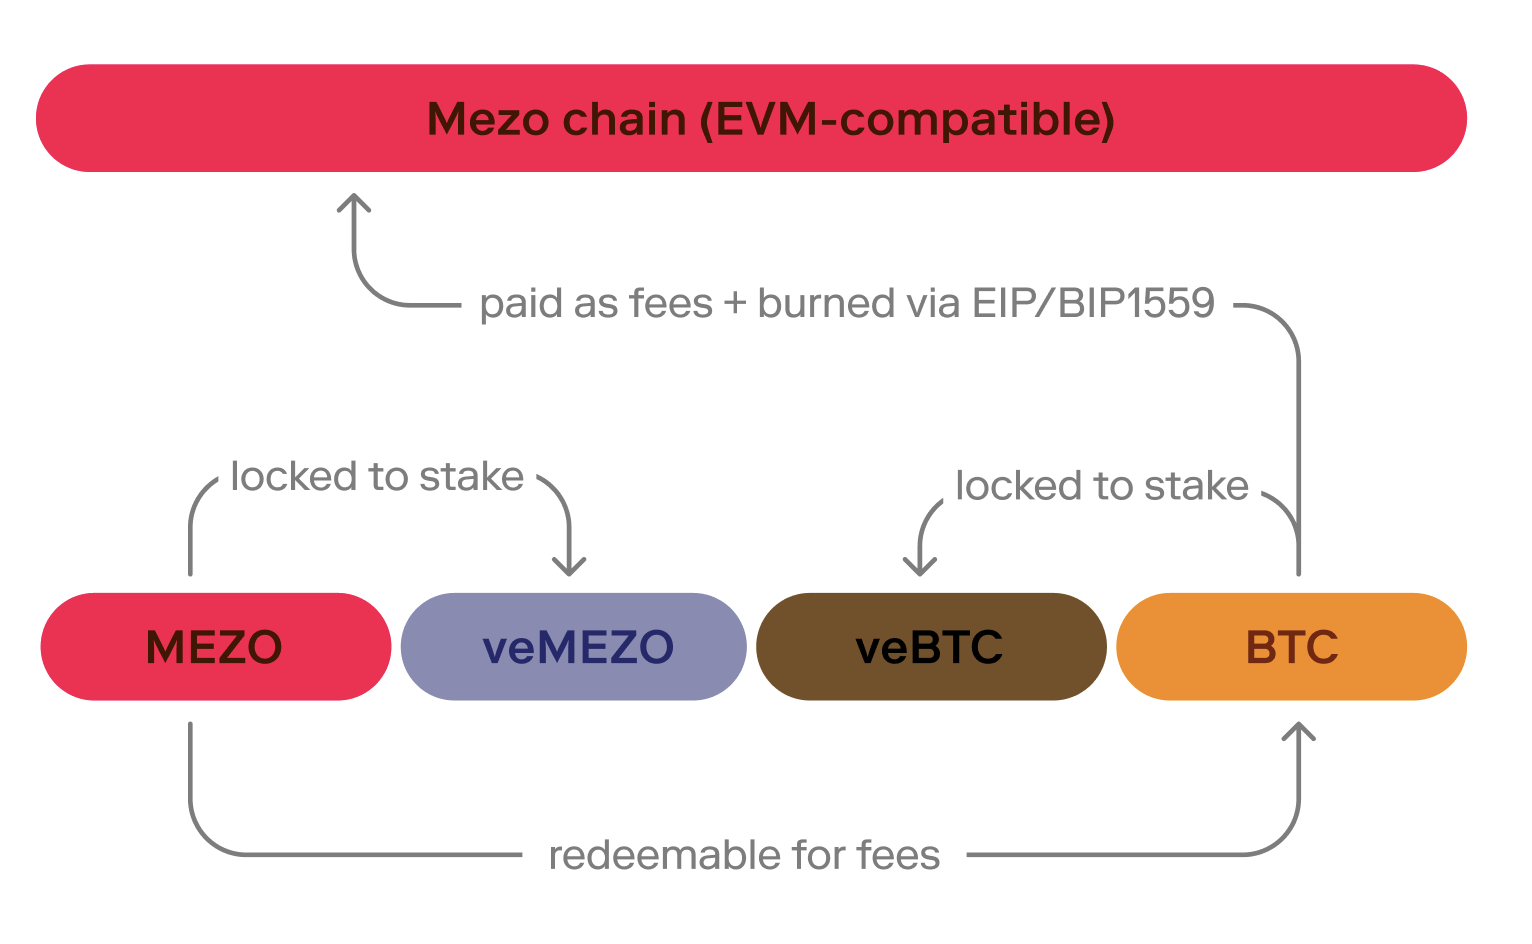 Mezo chain (EVM-compatible)
paid as fees + burned via EIP/BIP1559
locked to stake
locked to stake
MEZO
veMEZO
veBTC
BTC
redeemable for fees